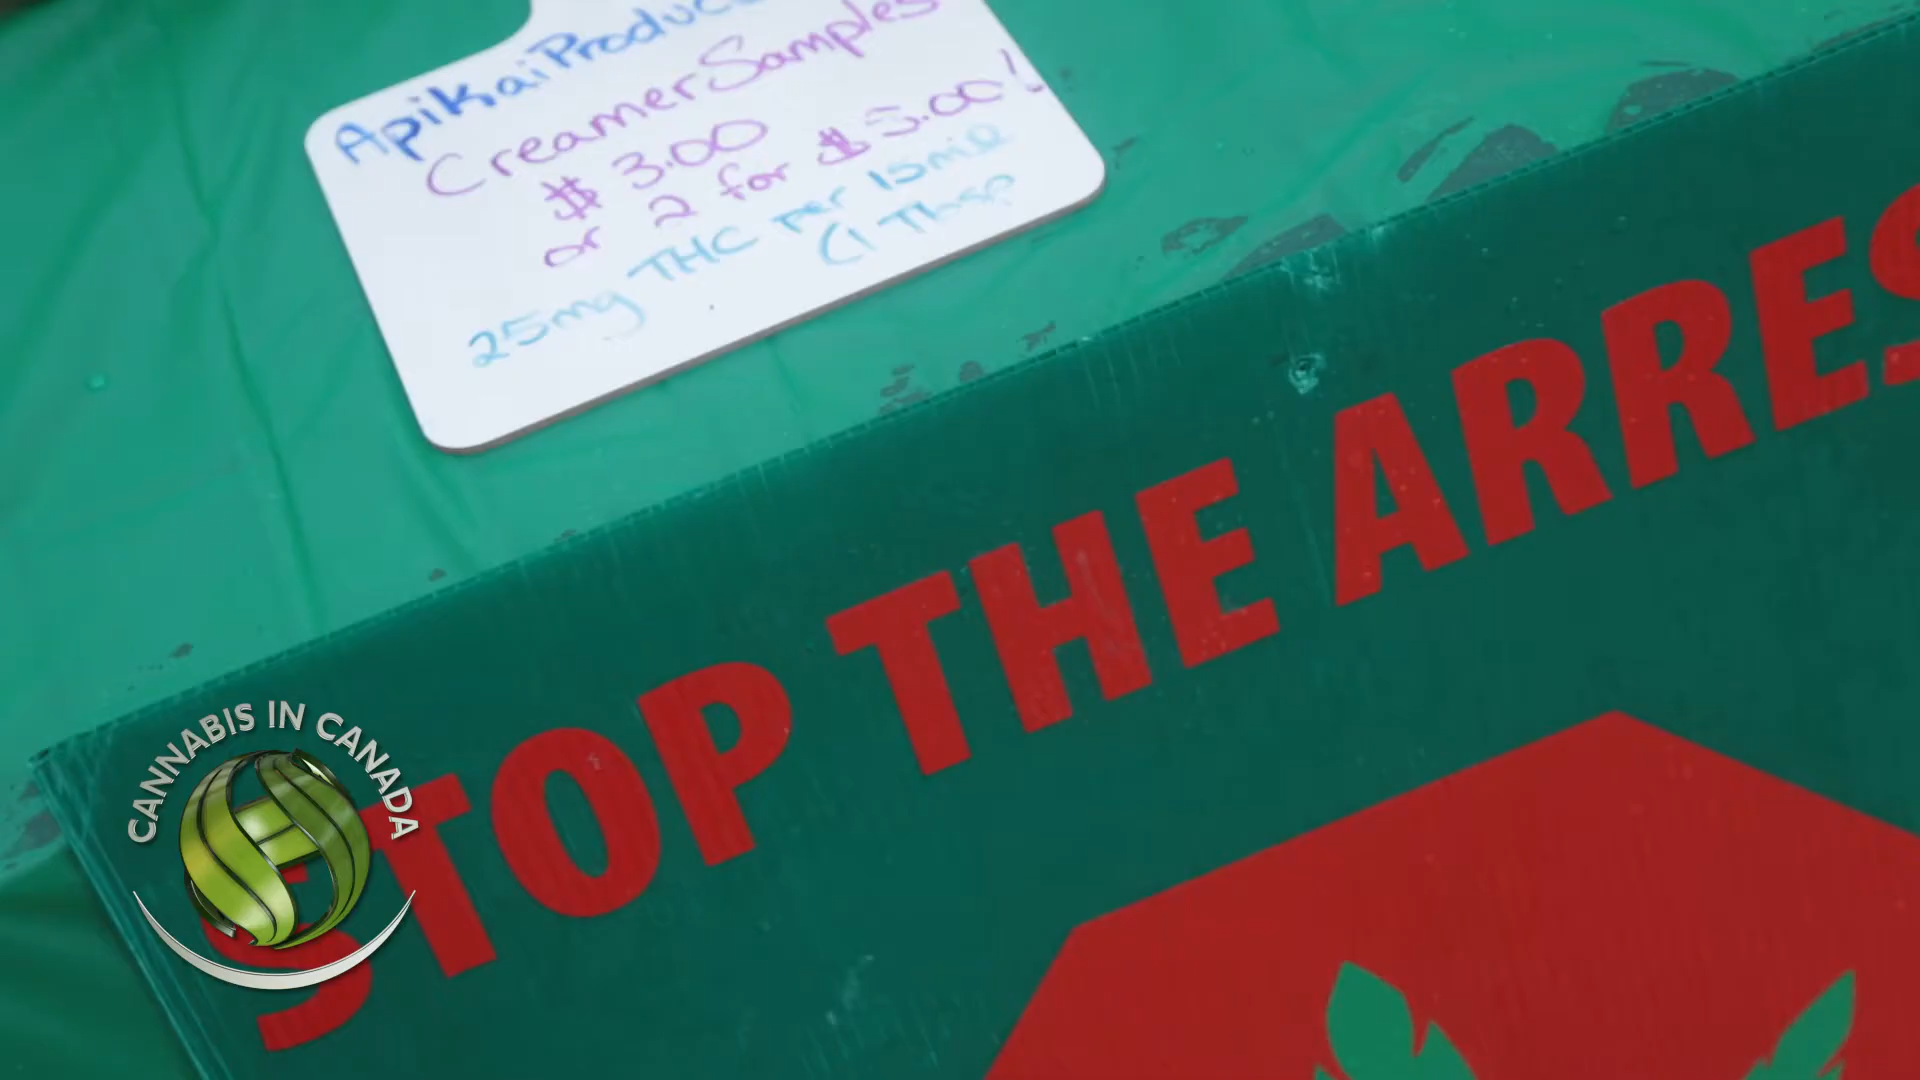 ApikaiProduc
CreamerSamples
$3.00
or 2 for $5.00!
25mg THC per 15ml
(1 Tbsp
STOP THE ARRES
CANNABIS IN CANADA